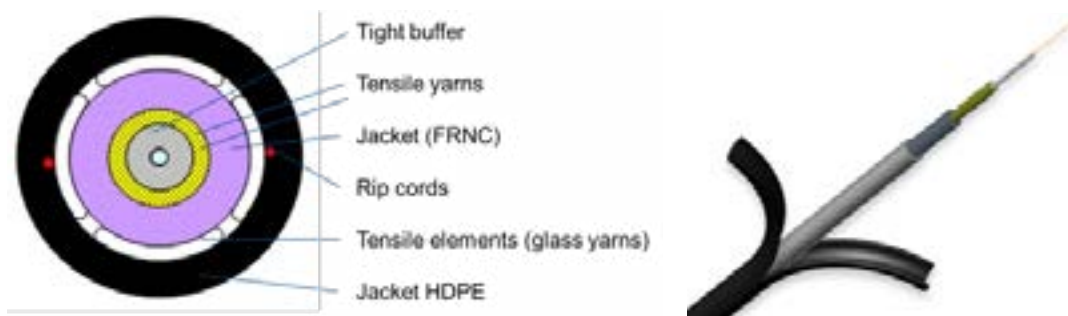 Tight buffer
Tensile yarns
Jacket (FRNC)
Rip cords
Tensile elements (glass yarns)
Jacket HDPE